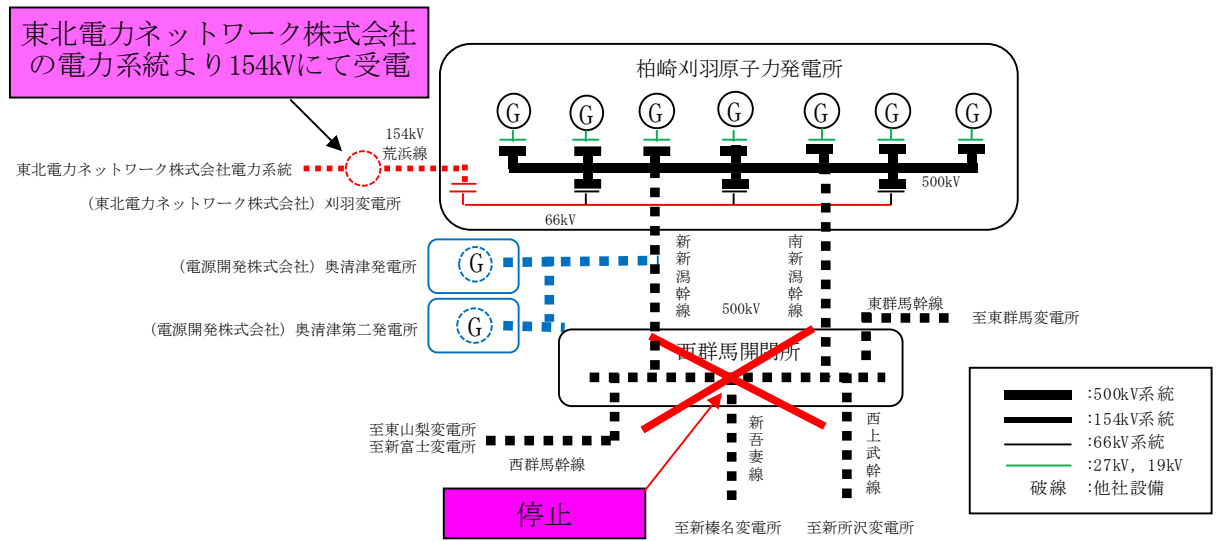 東北電力ネットワーク株式会社
の電力系統より154kVにて受電
柏崎刈羽原子力発電所
G
G
G
G
G
G
G
154kV
荒浜線
東北電力ネットワーク株式会社電力系統
500kV
(東北電力ネットワーク株式会社) 刈羽変電所
66kV
新新潟幹線
南新潟幹線
(電源開発株式会社) 奥清津発電所
G
(電源開発株式会社) 奥清津第二発電所
G
500kV
東群馬幹線
至東群馬変電所
西群馬開閉所
至東山梨変電所
至新富士変電所
西群馬幹線
新吾妻線
西上武幹線
停止
至新榛名変電所
至新所沢変電所
:500kV系統
:154kV系統
:66kV系統
:27kV, 19kV
破線 :他社設備